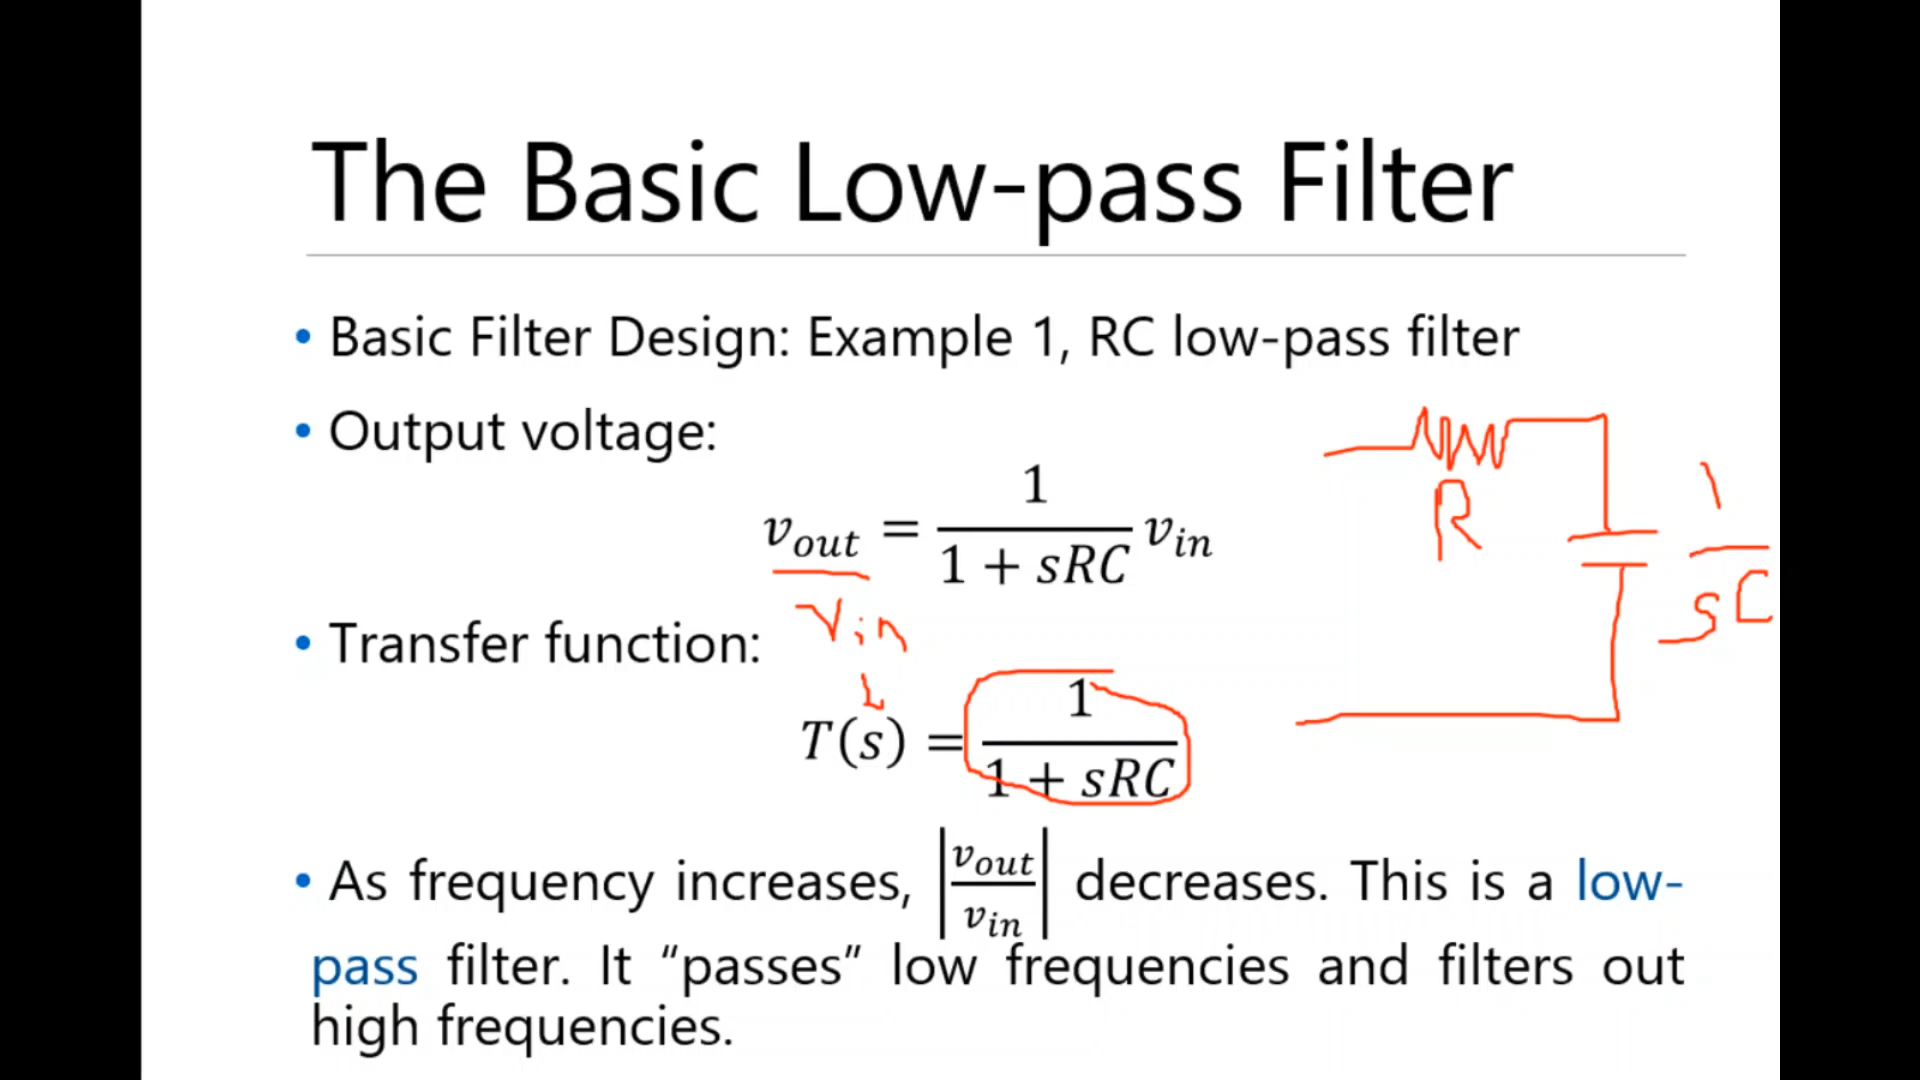 The Basic Low-pass Filter
• Basic Filter Design: Example 1, RC low-pass filter
• Output voltage:
v_out = 1/(1 + sRC) v_in
Vin
• Transfer function:
T(s) = 1/(1 + sRC)
R
1/sC
• As frequency increases, |v_out/v_in| decreases. This is a low-
pass filter. It “passes” low frequencies and filters out
high frequencies.